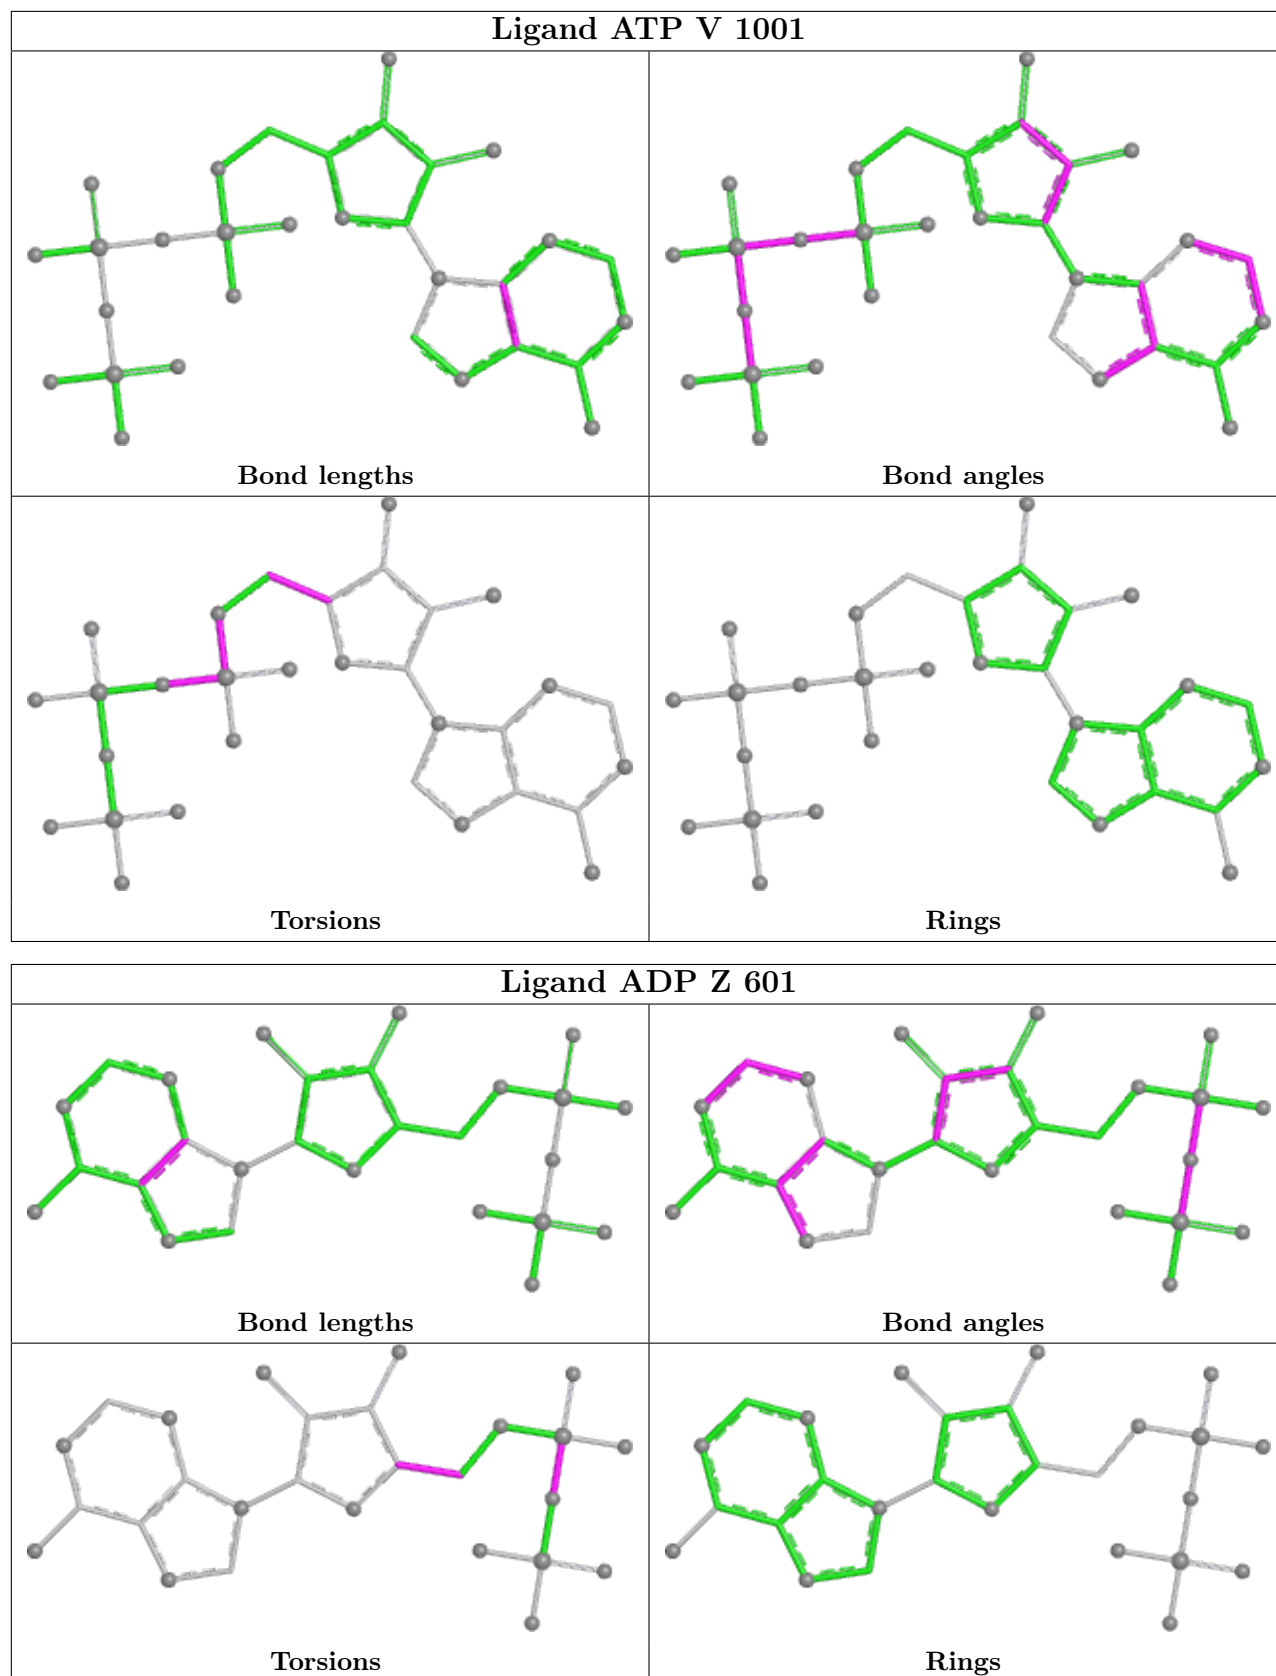 Ligand ATP V 1001
Bond lengths
Bond angles
Torsions
Rings
Ligand ADP Z 601
Bond lengths
Bond angles
Torsions
Rings